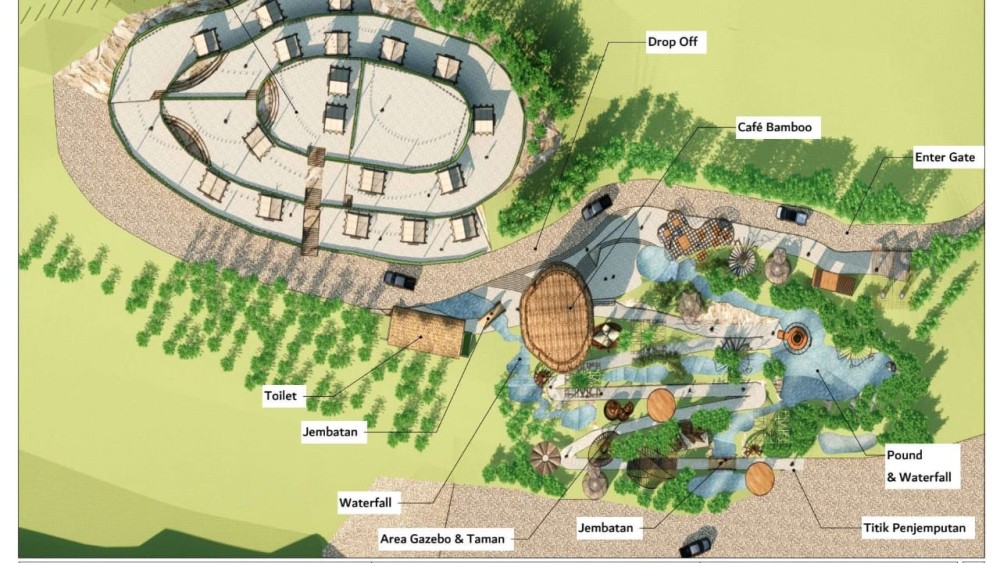 Drop Off
Café Bamboo
Enter Gate
Toilet
Jembatan
Waterfall
Area Gazebo & Taman
Jembatan
Pound
& Waterfall
Titik Penjemputan